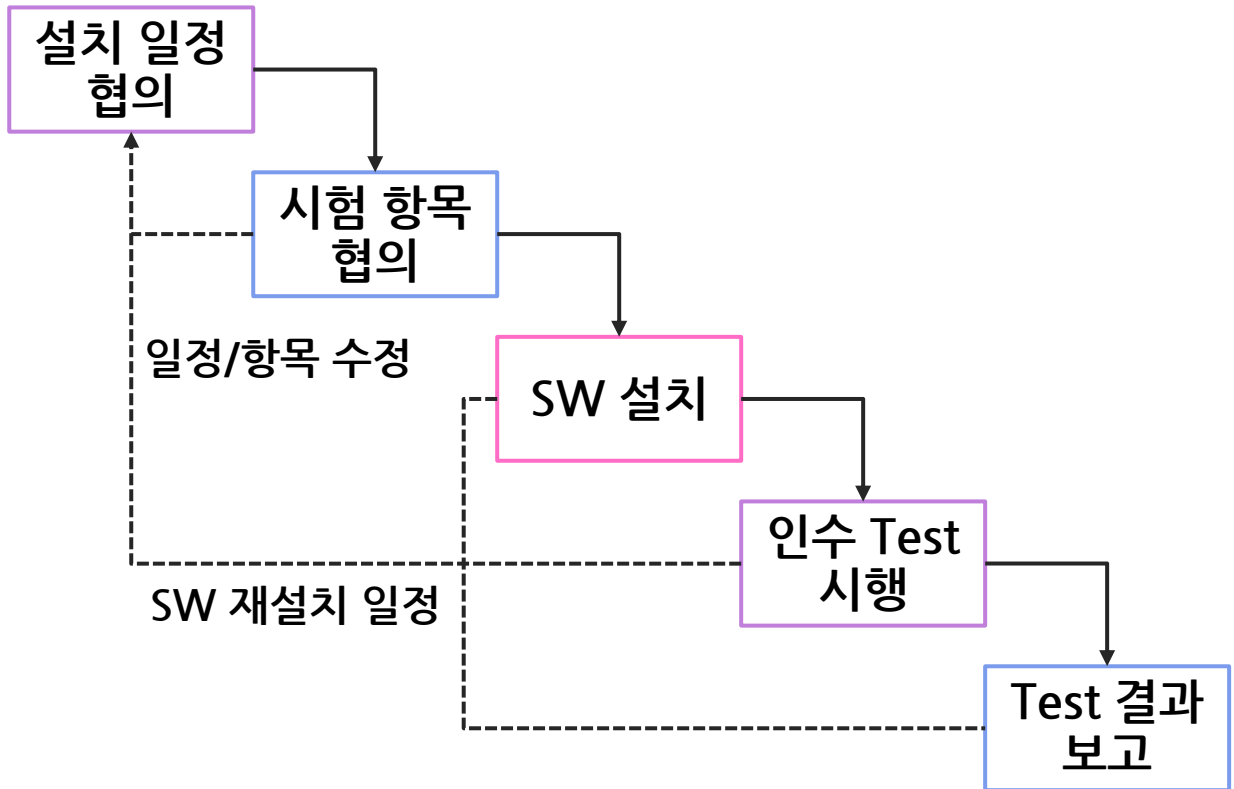 설치 일정
협의
시험 항목
협의
일정/항목 수정
SW 설치
인수 Test
시행
SW 재설치 일정
Test 결과
보고